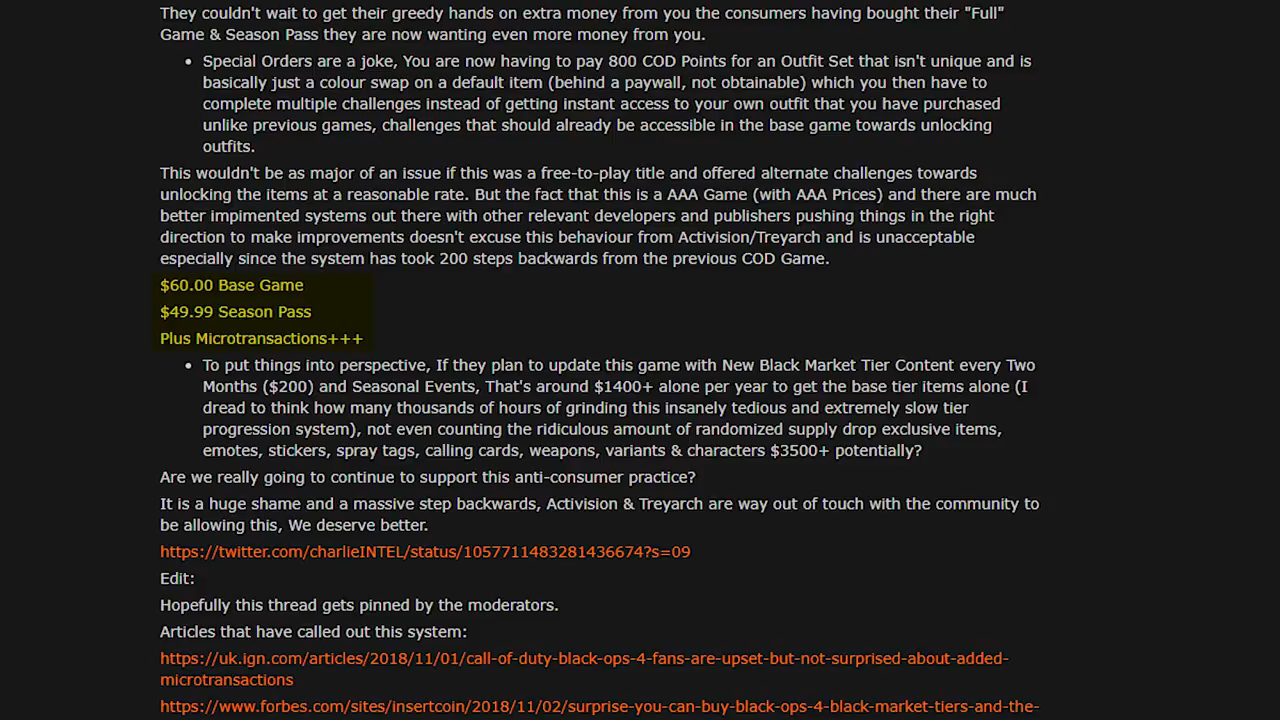 They couldn't wait to get their greedy hands on extra money from you the consumers having bought their "Full"
Game & Season Pass they are now wanting even more money from you.
• Special Orders are a joke, You are now having to pay 800 COD Points for an Outfit Set that isn't unique and is
basically just a colour swap on a default item (behind a paywall, not obtainable) which you then have to
complete multiple challenges instead of getting instant access to your own outfit that you have purchased
unlike previous games, challenges that should already be accessible in the base game towards unlocking
outfits.
This wouldn't be as major of an issue if this was a free-to-play title and offered alternate challenges towards
unlocking the items at a reasonable rate. But the fact that this is a AAA Game (with AAA Prices) and there are much
better impimented systems out there with other relevant developers and publishers pushing things in the right
direction to make improvements doesn't excuse this behaviour from Activision/Treyarch and is unacceptable
especially since the system has took 200 steps backwards from the previous COD Game.
$60.00 Base Game
$49.99 Season Pass
Plus Microtransactions+++
• To put things into perspective, If they plan to update this game with New Black Market Tier Content every Two
Months ($200) and Seasonal Events, That's around $1400+ alone per year to get the base tier items alone (I
dread to think how many thousands of hours of grinding this insanely tedious and extremely slow tier
progression system), not even counting the ridiculous amount of randomized supply drop exclusive items,
emotes, stickers, spray tags, calling cards, weapons, variants & characters $3500+ potentially?
Are we really going to continue to support this anti-consumer practice?
It is a huge shame and a massive step backwards, Activision & Treyarch are way out of touch with the community to
be allowing this, We deserve better.
https://twitter.com/charlieINTEL/status/1057711483281436674?s=09
Edit:
Hopefully this thread gets pinned by the moderators.
Articles that have called out this system:
https://uk.ign.com/articles/2018/11/01/call-of-duty-black-ops-4-fans-are-upset-but-not-surprised-about-added-
microtransactions
https://www.forbes.com/sites/insertcoin/2018/11/02/surprise-you-can-buy-black-ops-4-black-market-tiers-and-the-